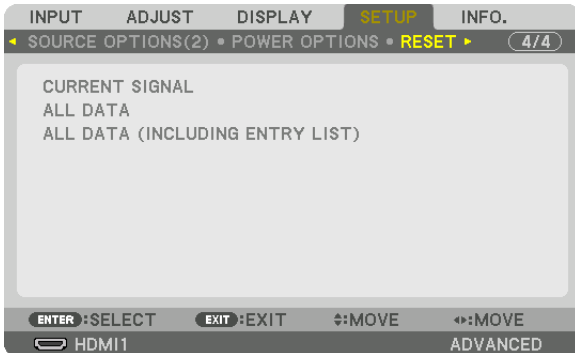 INPUT ADJUST DISPLAY SETUP INFO.
SOURCE OPTIONS(2) • POWER OPTIONS • RESET 4/4
CURRENT SIGNAL
ALL DATA
ALL DATA (INCLUDING ENTRY LIST)
ENTER :SELECT EXIT :EXIT :MOVE :MOVE
HDMI1 ADVANCED